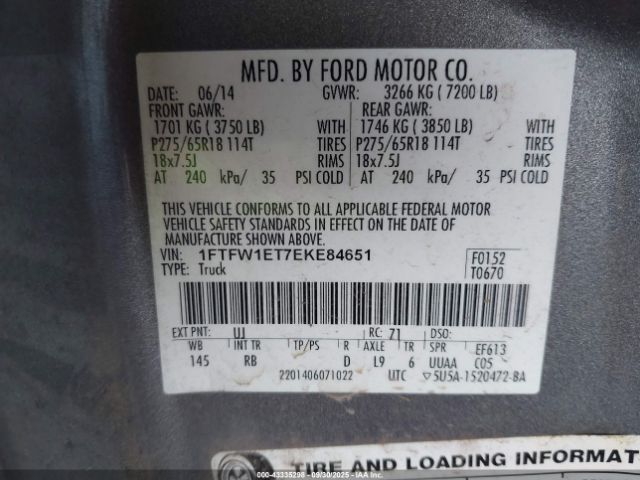 MFD. BY FORD MOTOR CO.
DATE: 06/14 GVWR: 3266 KG ( 7200 LB)
FRONT GAWR: REAR GAWR:
1701 KG ( 3750 LB) WITH 1746 KG ( 3850 LB) WITH
P275/65R18 114T TIRES P275/65R18 114T TIRES
18x7.5J RIMS 18x7.5J RIMS
AT 240 kPa/ 35 PSI COLD AT 240 kPa/ 35 PSI COLD
THIS VEHICLE CONFORMS TO ALL APPLICABLE FEDERAL MOTOR
VEHICLE SAFETY STANDARDS IN EFFECT ON THE DATE OF
MANUFACTURE SHOWN ABOVE.
VIN: 1FTFW1ET7EKE84651 F0152
TYPE: Truck T0670
EXT PNT: UJ RC: 71 DSO:
WB INT TR TP/PS R AXLE TR SPR EF613
145 RB D L9 6 UUAA C05
2201406071022 UTC ▽5U5A-1520472-BA
TIRE AND LOADING INFORMAT
000-43335298 - 09/30/2025 - IAAI.com